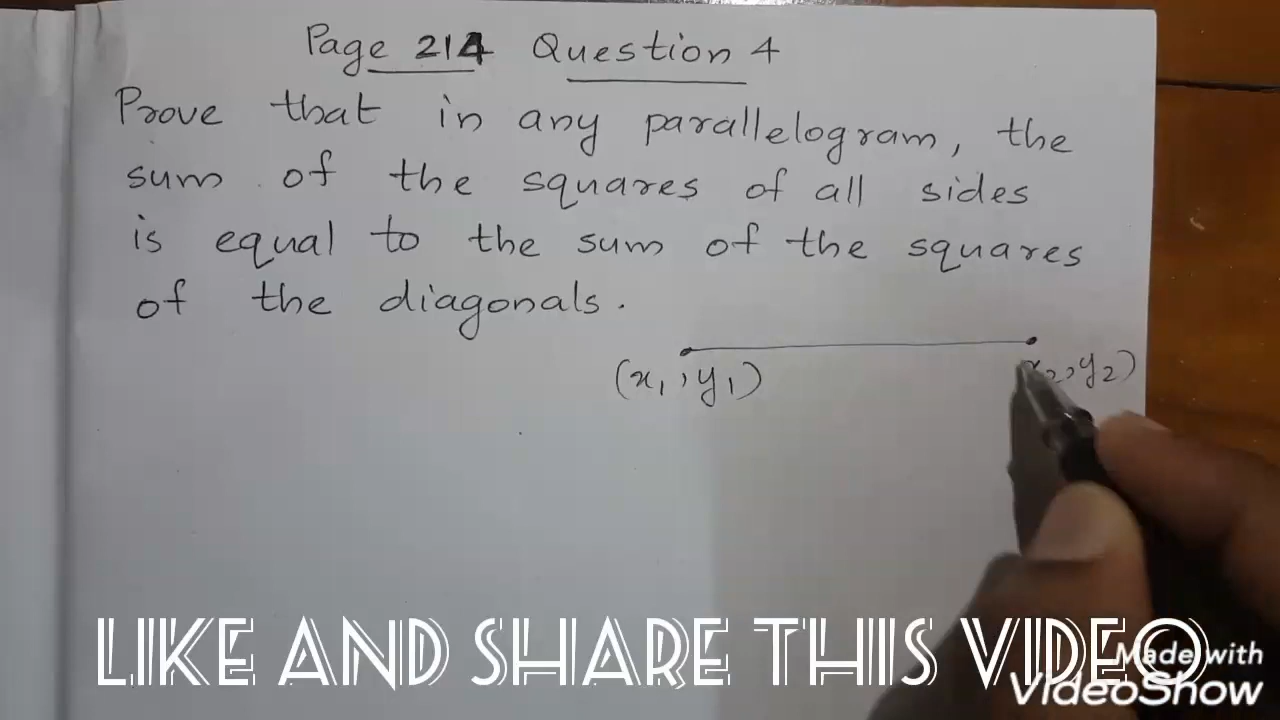 Page 214 Question 4
Prove that in any parallelogram, the
sum of the squares of all sides
is equal to the sum of the squares
of the diagonals.
(x₁, y₁) x₂, y₂)
LIKE AND SHARE THIS VIDEO
Made with
VideoShow